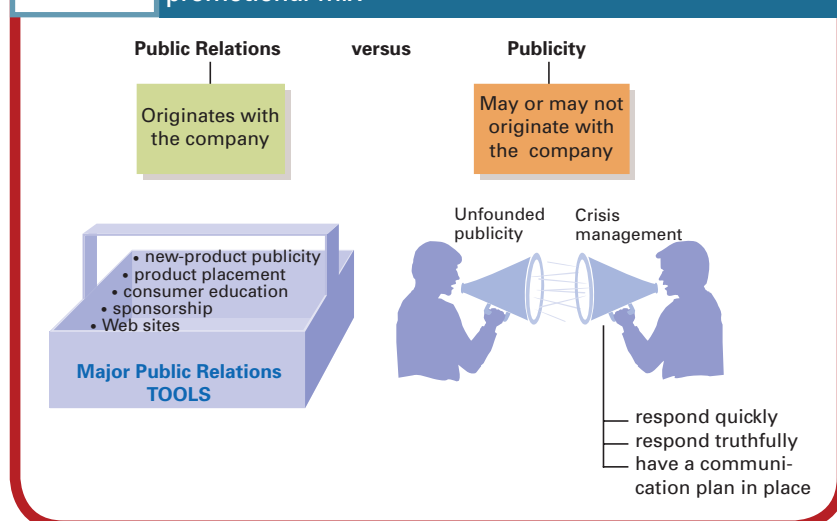 Public Relations versus Publicity
Originates with
the company
May or may not
originate with
the company
• new-product publicity
• product placement
• consumer education
• sponsorship
• Web sites
Major Public Relations
TOOLS
Unfounded
publicity
Crisis
management
respond quickly
respond truthfully
have a communi-
cation plan in place